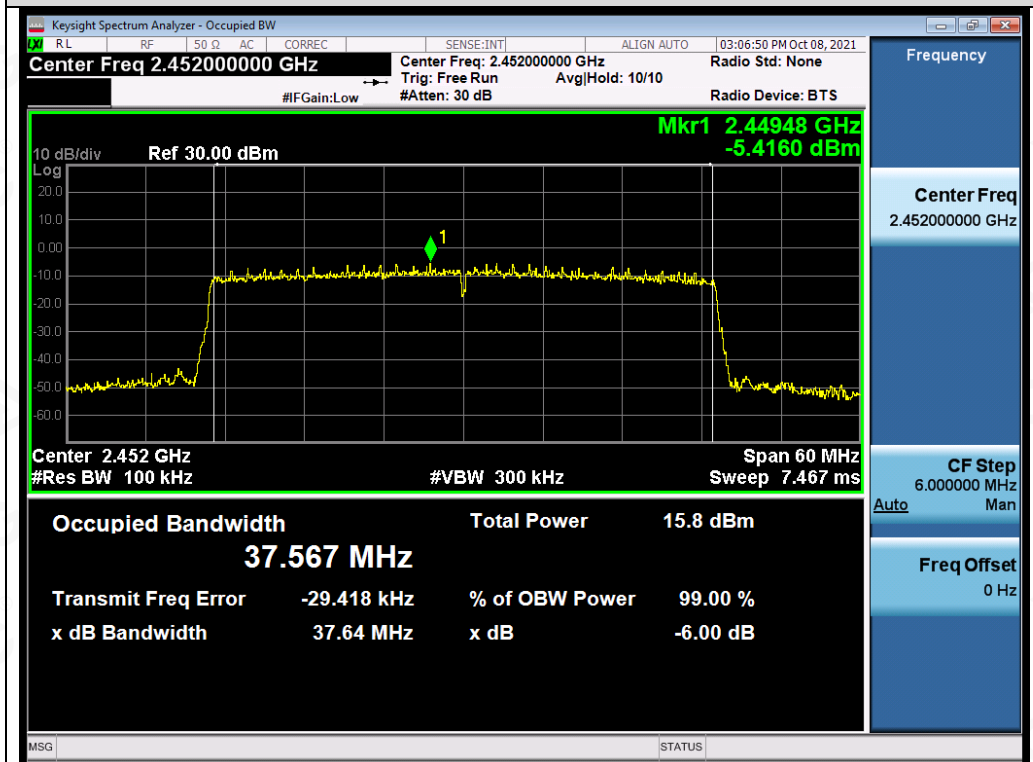 Keysight Spectrum Analyzer - Occupied BW
LXI RL RF 50 Ω AC CORREC SENSE:INT ALIGN AUTO 03:06:50 PM Oct 08, 2021
Center Freq 2.452000000 GHz
Center Freq: 2.452000000 GHz Radio Std: None
Trig: Free Run Avg|Hold: 10/10
#IFGain:Low #Atten: 30 dB Radio Device: BTS
Mkr1 2.44948 GHz
-5.4160 dBm
10 dB/div Ref 30.00 dBm
Log
20.0
10.0
0.00
-10.0
-20.0
-30.0
-40.0
-50.0
-60.0
1
Center 2.452 GHz Span 60 MHz
#Res BW 100 kHz #VBW 300 kHz Sweep 7.467 ms
Occupied Bandwidth Total Power 15.8 dBm
37.567 MHz
Transmit Freq Error -29.418 kHz % of OBW Power 99.00 %
x dB Bandwidth 37.64 MHz x dB -6.00 dB
MSG STATUS
Frequency
Center Freq
2.452000000 GHz
CF Step
6.000000 MHz
Auto Man
Freq Offset
0 Hz